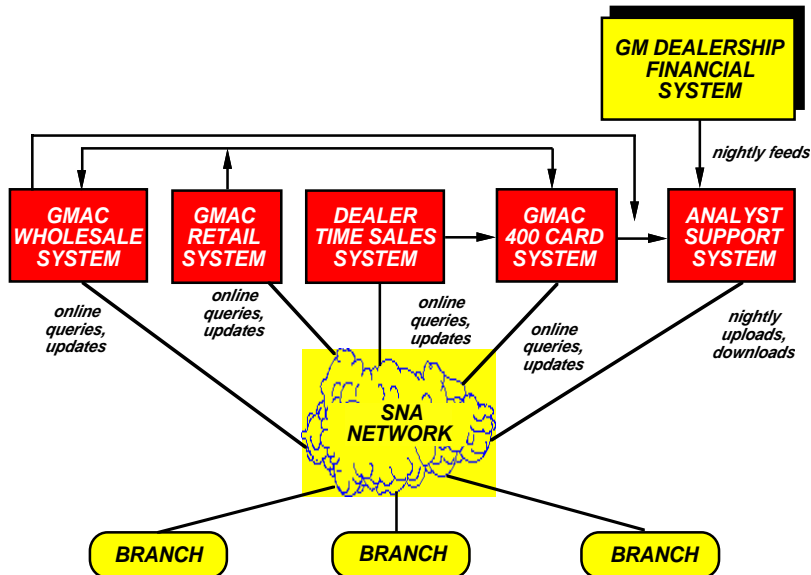 GM DEALERSHIP
FINANCIAL
SYSTEM
nightly feeds
GMAC
WHOLESALE
SYSTEM
GMAC
RETAIL
SYSTEM
DEALER
TIME SALES
SYSTEM
GMAC
400 CARD
SYSTEM
ANALYST
SUPPORT
SYSTEM
online
queries,
updates
online
queries,
updates
online
queries,
updates
online
queries,
updates
nightly
uploads,
downloads
SNA
NETWORK
BRANCH
BRANCH
BRANCH